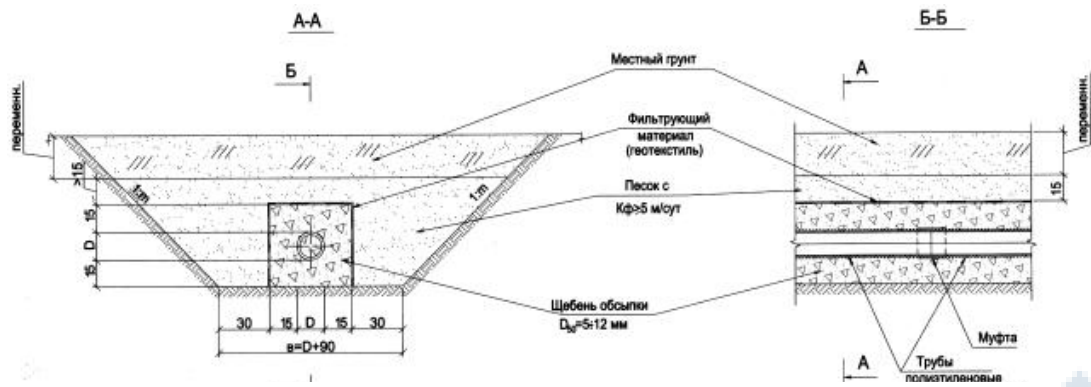 А-А
Б-Б
Б
А
Местный грунт
переменн.
переменн.
Фильтрующий
материал
(геотекстиль)
>15
1:m
1:m
Песок с
Кф≥5 м/сут
15
15
D
15
Щебень обсыпки
D50=5÷12 мм
30
15
D
15
30
в=D+90
Муфта
А
Трубы
полиэтиленовые